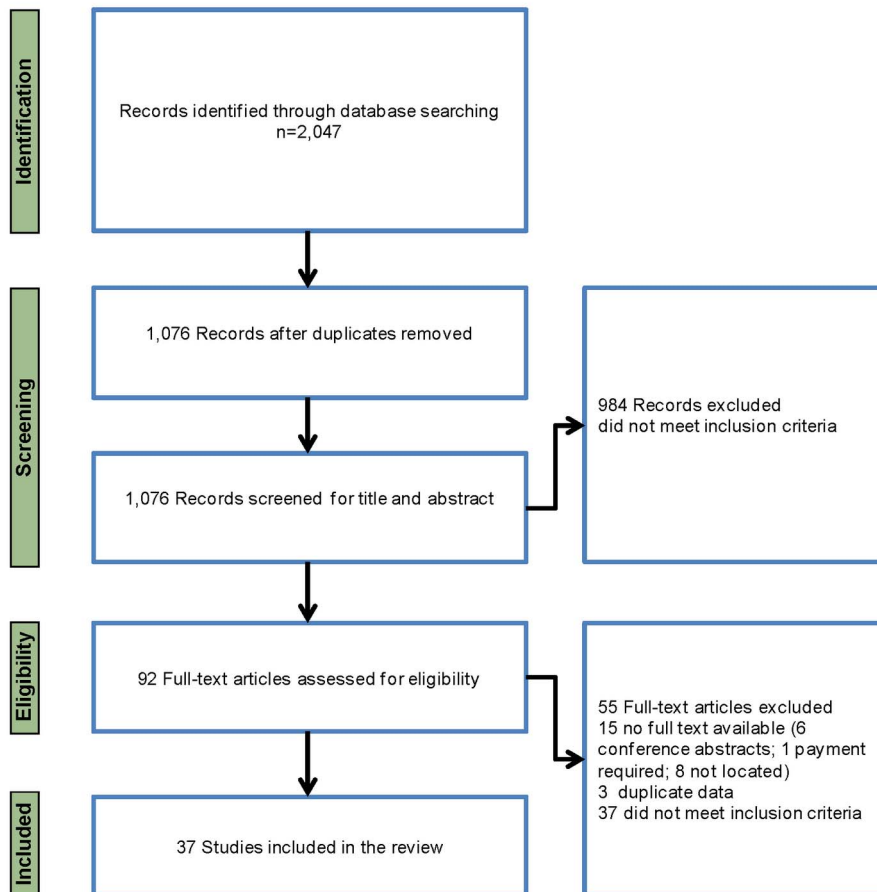 Identification
Records identified through database searching
n=2,047
Screening
1,076 Records after duplicates removed
984 Records excluded
did not meet inclusion criteria
1,076 Records screened for title and abstract
Eligibility
92 Full-text articles assessed for eligibility
55 Full-text articles excluded
15 no full text available (6
conference abstracts; 1 payment
required; 8 not located)
3 duplicate data
37 did not meet inclusion criteria
Included
37 Studies included in the review